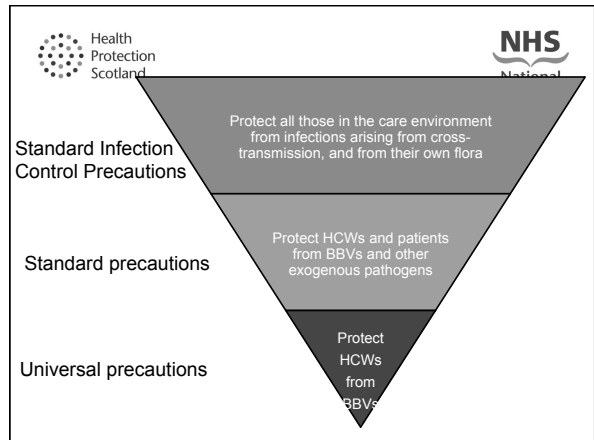 Health
Protection
Scotland
NHS
National
Protect all those in the care environment
from infections arising from cross-
transmission, and from their own flora
Standard Infection
Control Precautions
Protect HCWs and patients
from BBVs and other
exogenous pathogens
Standard precautions
Protect
HCWs
from
BBVs
Universal precautions